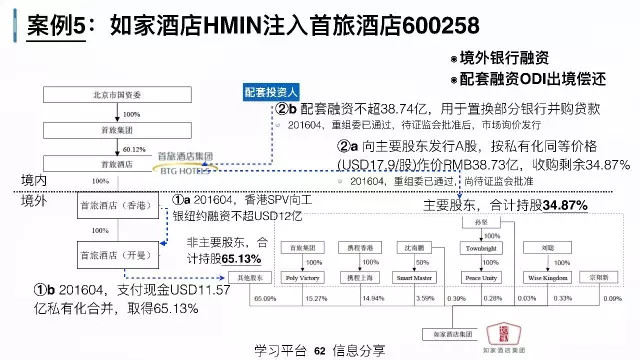 案例5：如家酒店HMIN注入首旅酒店600258
境外银行融资
配套融资ODI出境偿还
配套投资人
北京市国资委
100%
首旅集团
60.12%
首旅酒店
首旅酒店集团
BTG HOTELS
②b 配套融资不超38.74亿，用于置换部分银行并购贷款
201604，重组委已通过，待证监会批准后，市场询价发行
②a 向主要股东发行A股，按私有化同等价格
(USD17.9/股)作价RMB38.73亿，收购剩余34.87%
201604，重组委已通过，尚待证监会批准
境内
100%
境外
首旅酒店（香港）
①a 201604，香港SPV向工
银纽约融资不超USD12亿
主要股东，合计持股34.87%
100%
首旅酒店（开曼）
非主要股东，合
计持股65.13%
①b 201604，支付现金USD11.57
亿私有化合并，取得65.13%
孙坚
100%
首旅集团
携程香港
沈南鹏
Townbright
刘聪
100%
100%
50%
100%
100%
其他股东
Poly Victory
携程上海
Smart Master
Peace Unity
Wise Kingdom
宗翔新
65.09%
15.27%
14.94%
3.59%
0.39%
0.28%
0.03%
0.33%
0.09%
如家酒店集团
如家酒店集团
学习平台 62 信息分享